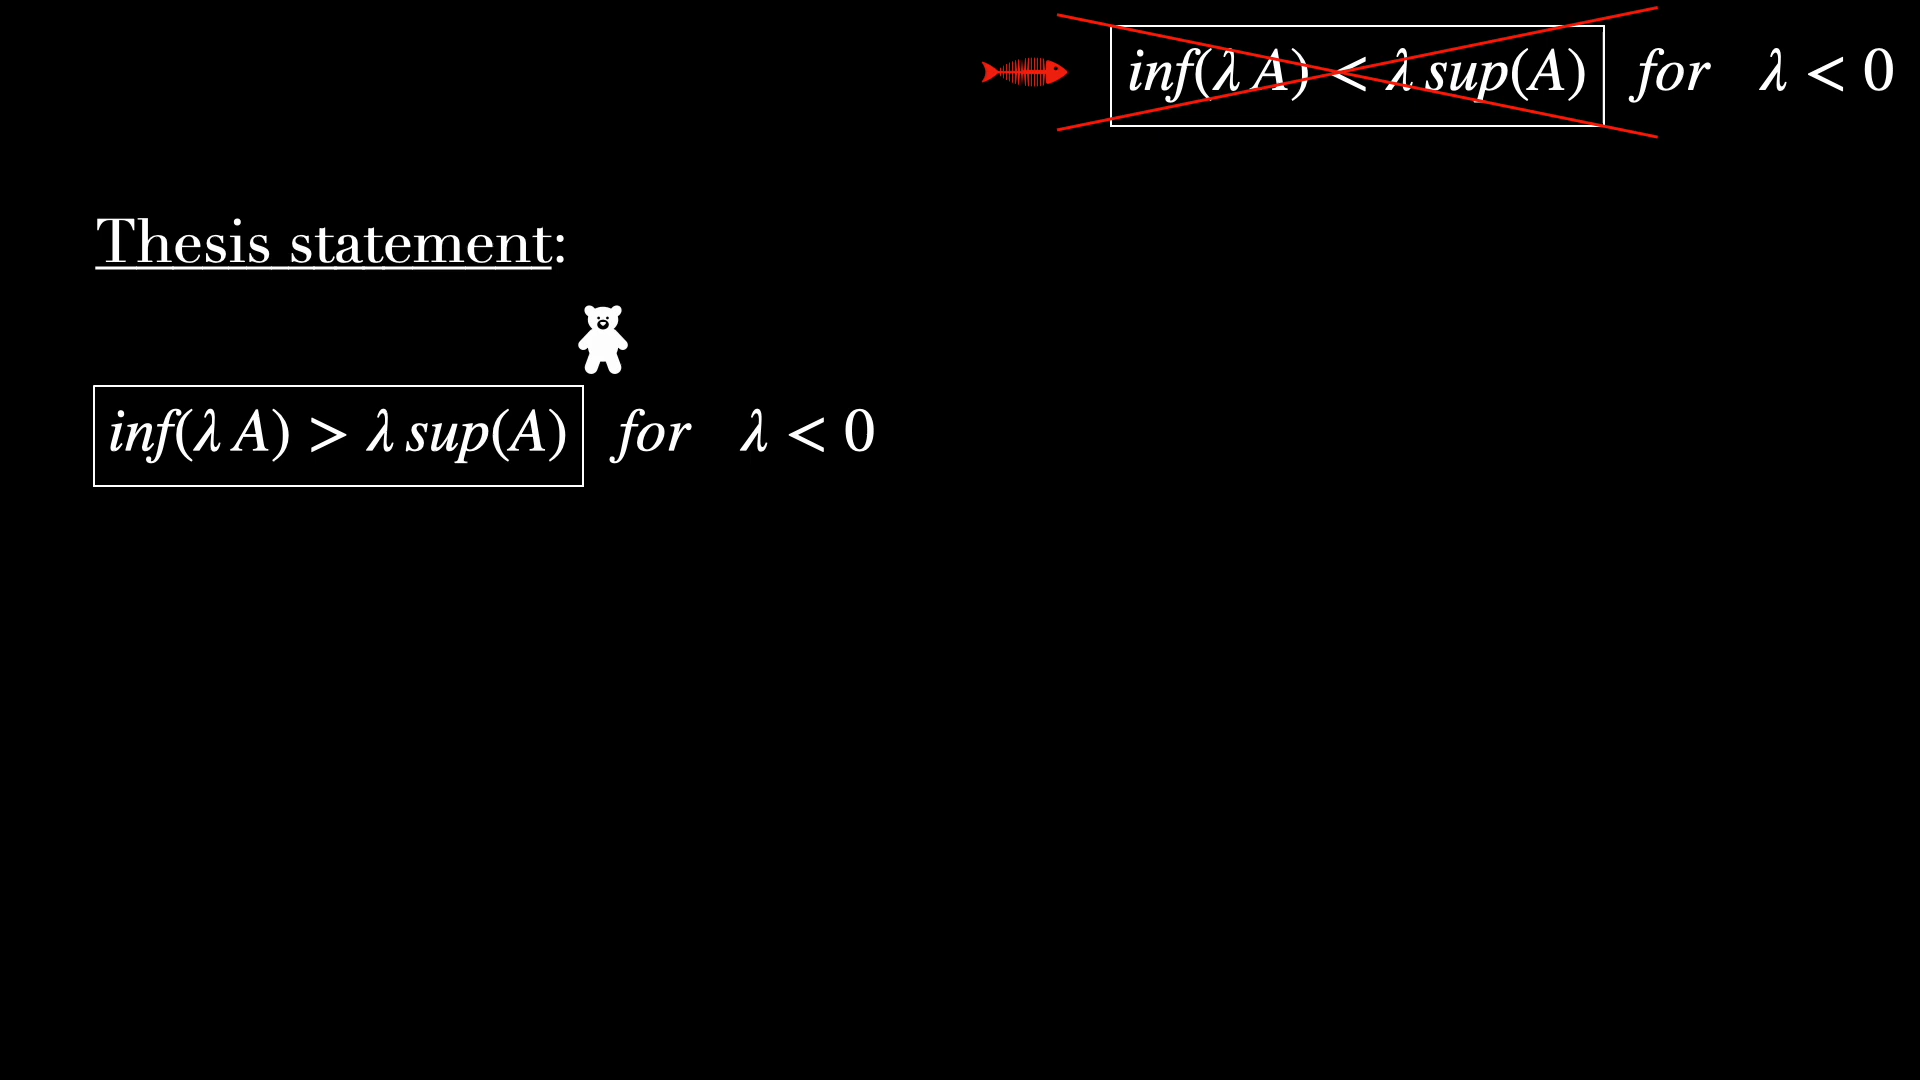 inf(λ A) < λ sup(A) for λ < 0
Thesis statement:
inf(λ A) > λ sup(A) for λ < 0